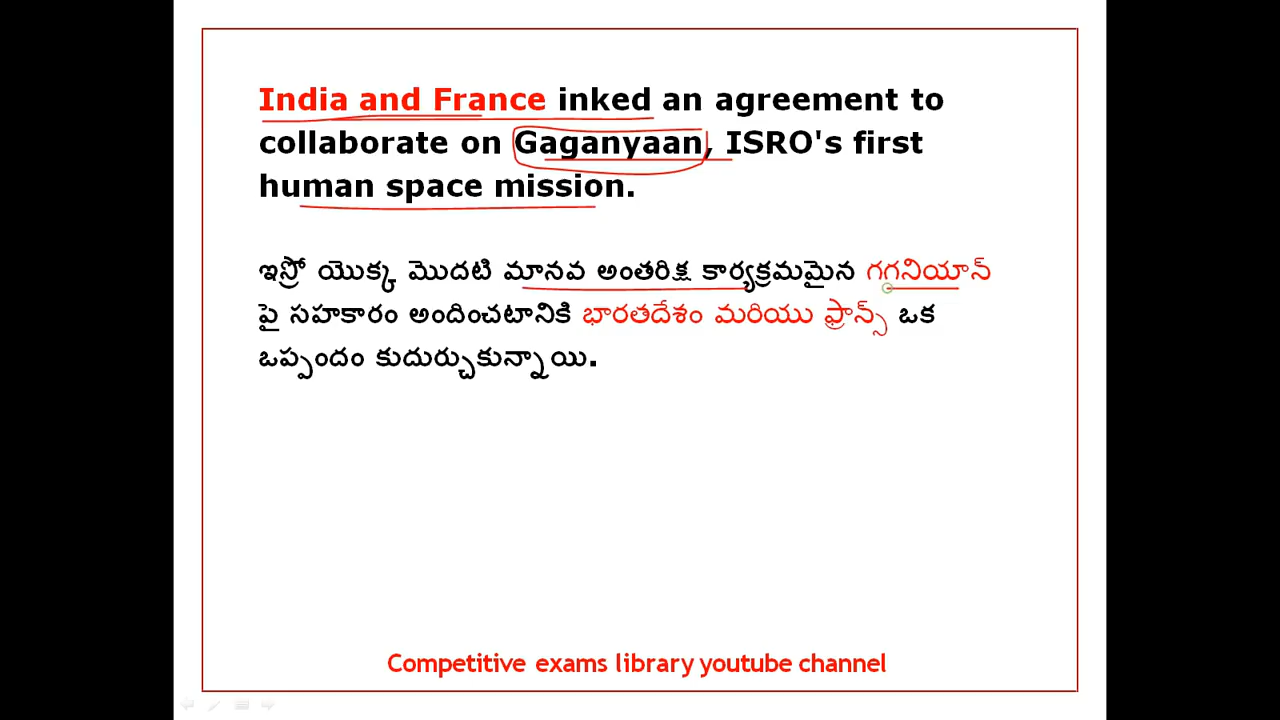 India and France inked an agreement to
collaborate on Gaganyaan, ISRO's first
human space mission.
ఇస్రో యొక్క మొదటి మానవ అంతరిక్ష కార్యక్రమమైన గగనియాన్
పై సహకారం అందించటానికి భారతదేశం మరియు ఫ్రాన్స్ ఒక
ఒప్పందం కుదుర్చుకున్నాయి.
Competitive exams library youtube channel